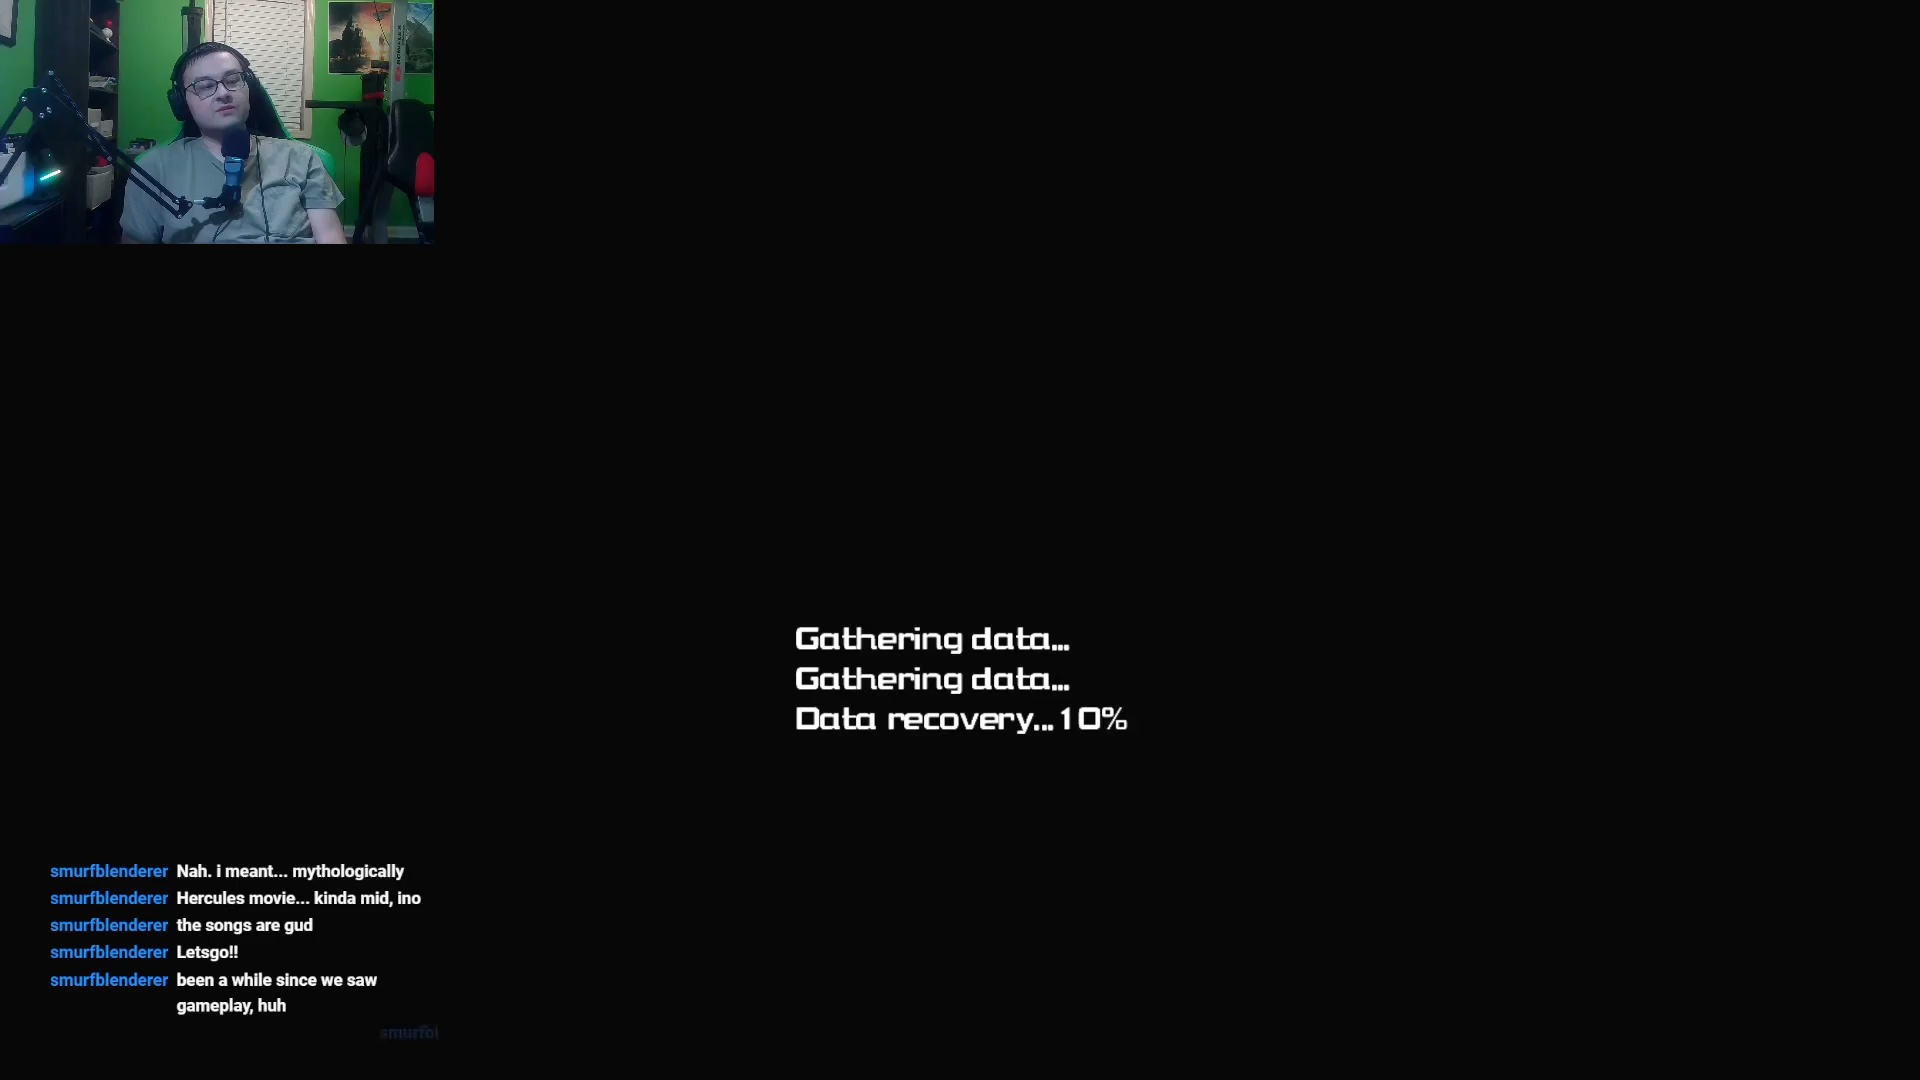 Gathering data...
Gathering data...
Data recovery...10%
smurfblenderer Nah. i meant... mythologically
smurfblenderer Hercules movie... kinda mid, ino
smurfblenderer the songs are gud
smurfblenderer Letsgo!!
smurfblenderer been a while since we saw
gameplay, huh